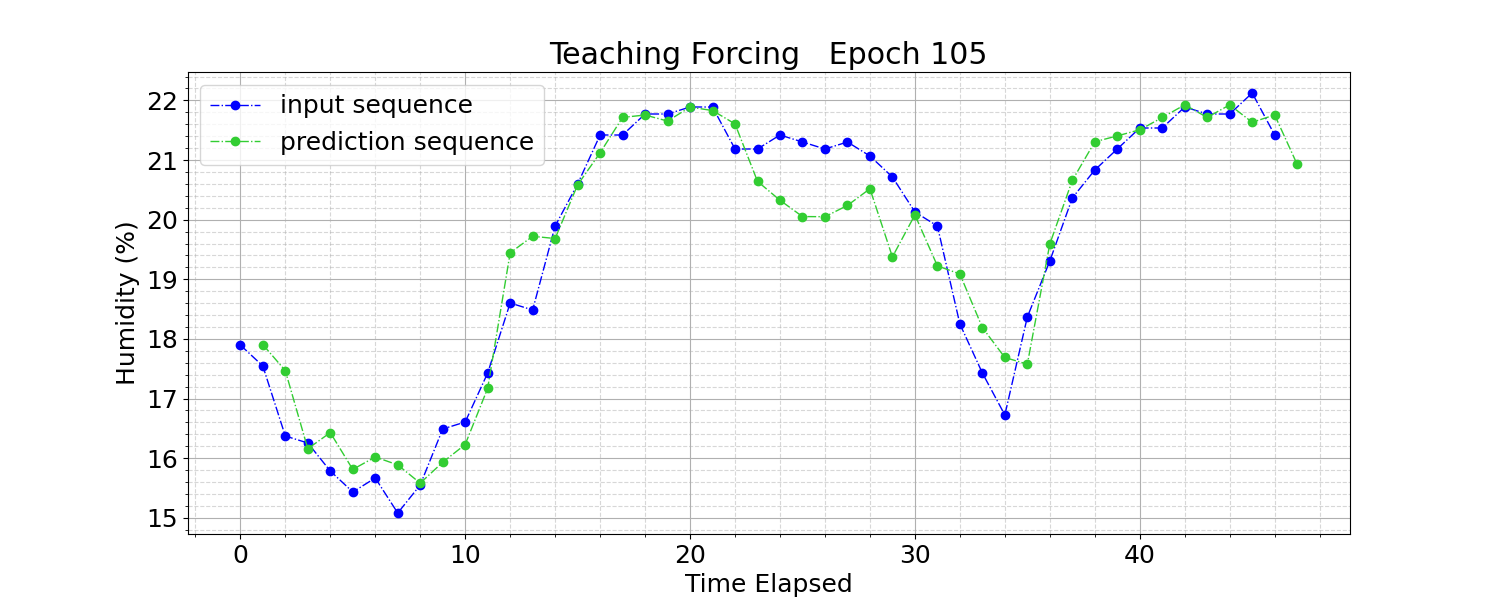 Teaching Forcing   Epoch 105
input sequence
prediction sequence
Humidity (%)
22
21
20
19
18
17
16
15
0 10 20 30 40
Time Elapsed